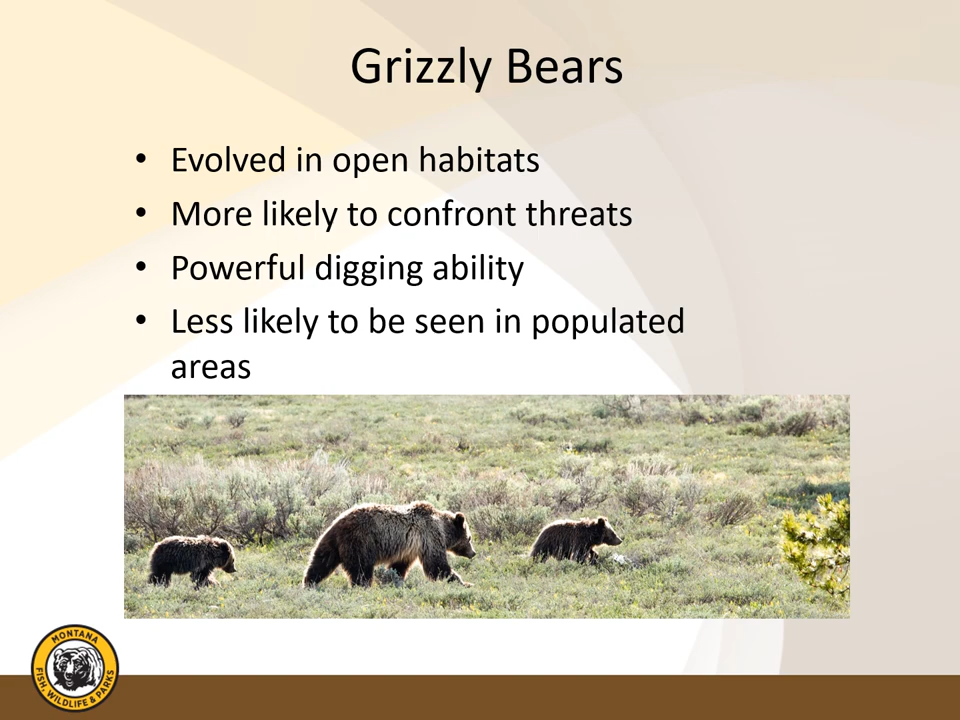 Grizzly Bears
• Evolved in open habitats
• More likely to confront threats
• Powerful digging ability
• Less likely to be seen in populated
areas
MONTANA
FISH, WILDLIFE & PARKS